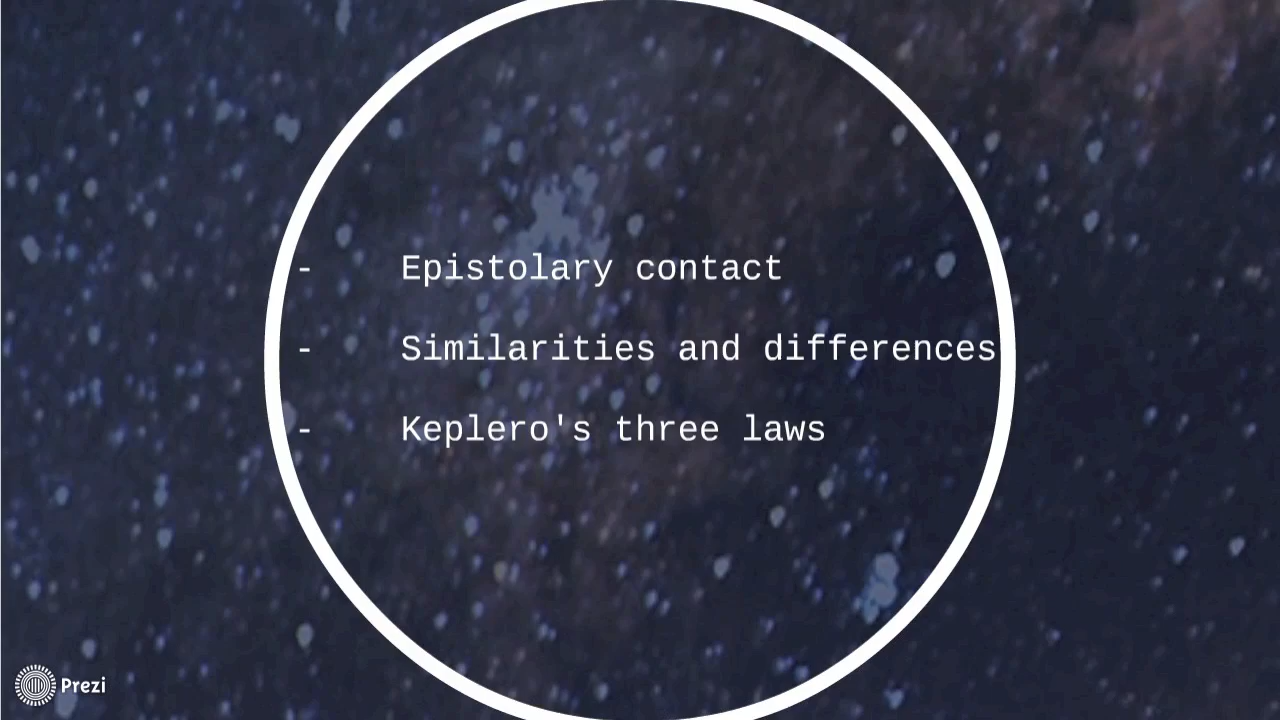 - Epistolary contact
- Similarities and differences
- Keplero's three laws
Prezi